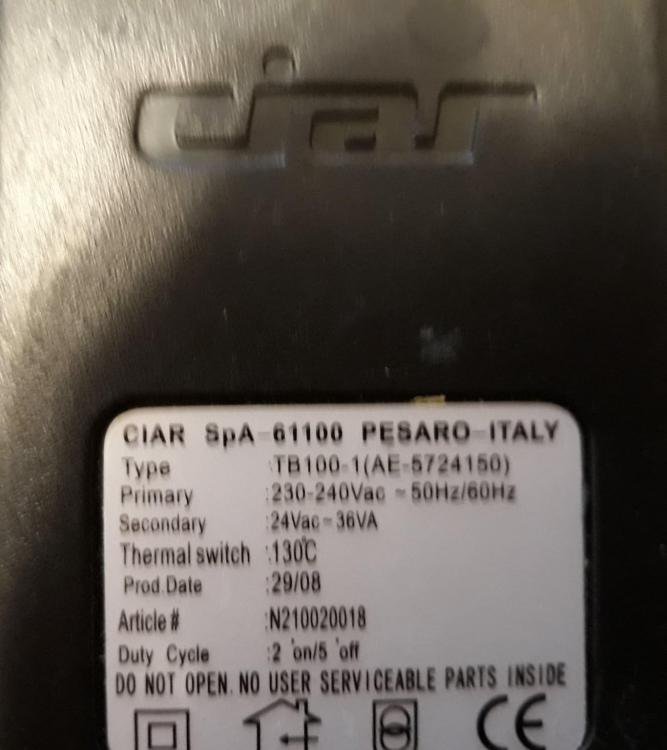 ciar
CIAR SpA-61100 PESARO-ITALY
Type :TB100-1(AE-5724150)
Primary :230-240Vac ~ 50Hz/60Hz
Secondary :24Vac~36VA
Thermal switch :130℃
Prod.Date :29/08
Article# :N210020018
Duty Cycle :2 'on/5 'off
DO NOT OPEN. NO USER SERVICEABLE PARTS INSIDE
CE